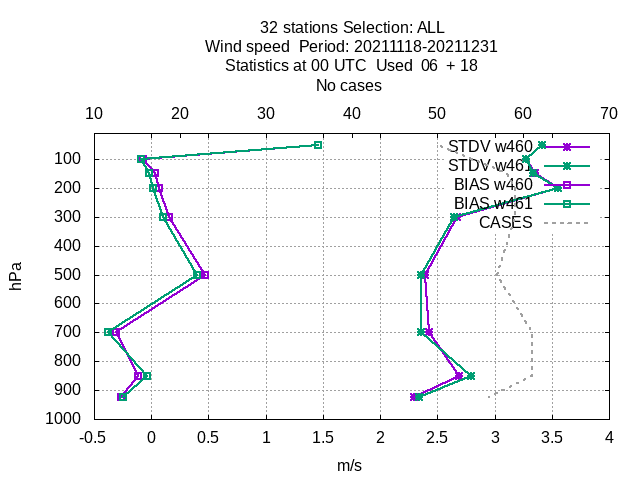 32 stations Selection: ALL
Wind speed  Period: 20211118-20211231
Statistics at 00 UTC  Used  06  + 18
No cases
10 20 30 40 50 60 70
STDV w460
STDV w461
BIAS w460
BIAS w461
CASES
100
200
300
400
500
600
700
800
900
1000
hPa
-0.5 0 0.5 1 1.5 2 2.5 3 3.5 4
m/s